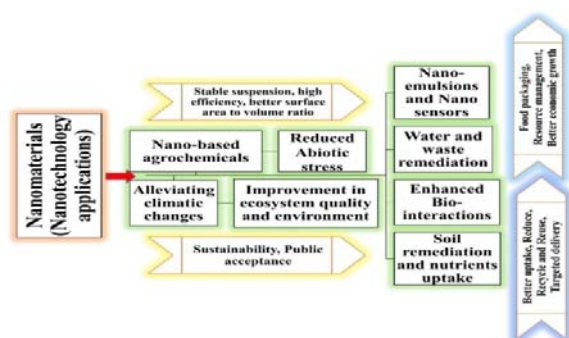 Nanomaterials
(Nanotechnology
applications)
Stable suspension, high
efficiency, better surface
area to volume ratio
Nano-based
agrochemicals
Reduced
Abiotic
stress
Alleviating
climatic
changes
Improvement in
ecosystem quality
and environment
Sustainability, Public
acceptance
Nano-
emulsions and Nano
sensors
Water and
waste
remediation
Enhanced
Bio-
interactions
Soil
remediation
and nutrients
uptake
Food packaging,
Resource management,
Better economic growth
Better uptake, Reduce,
Recycle and Reuse,
Targeted delivery